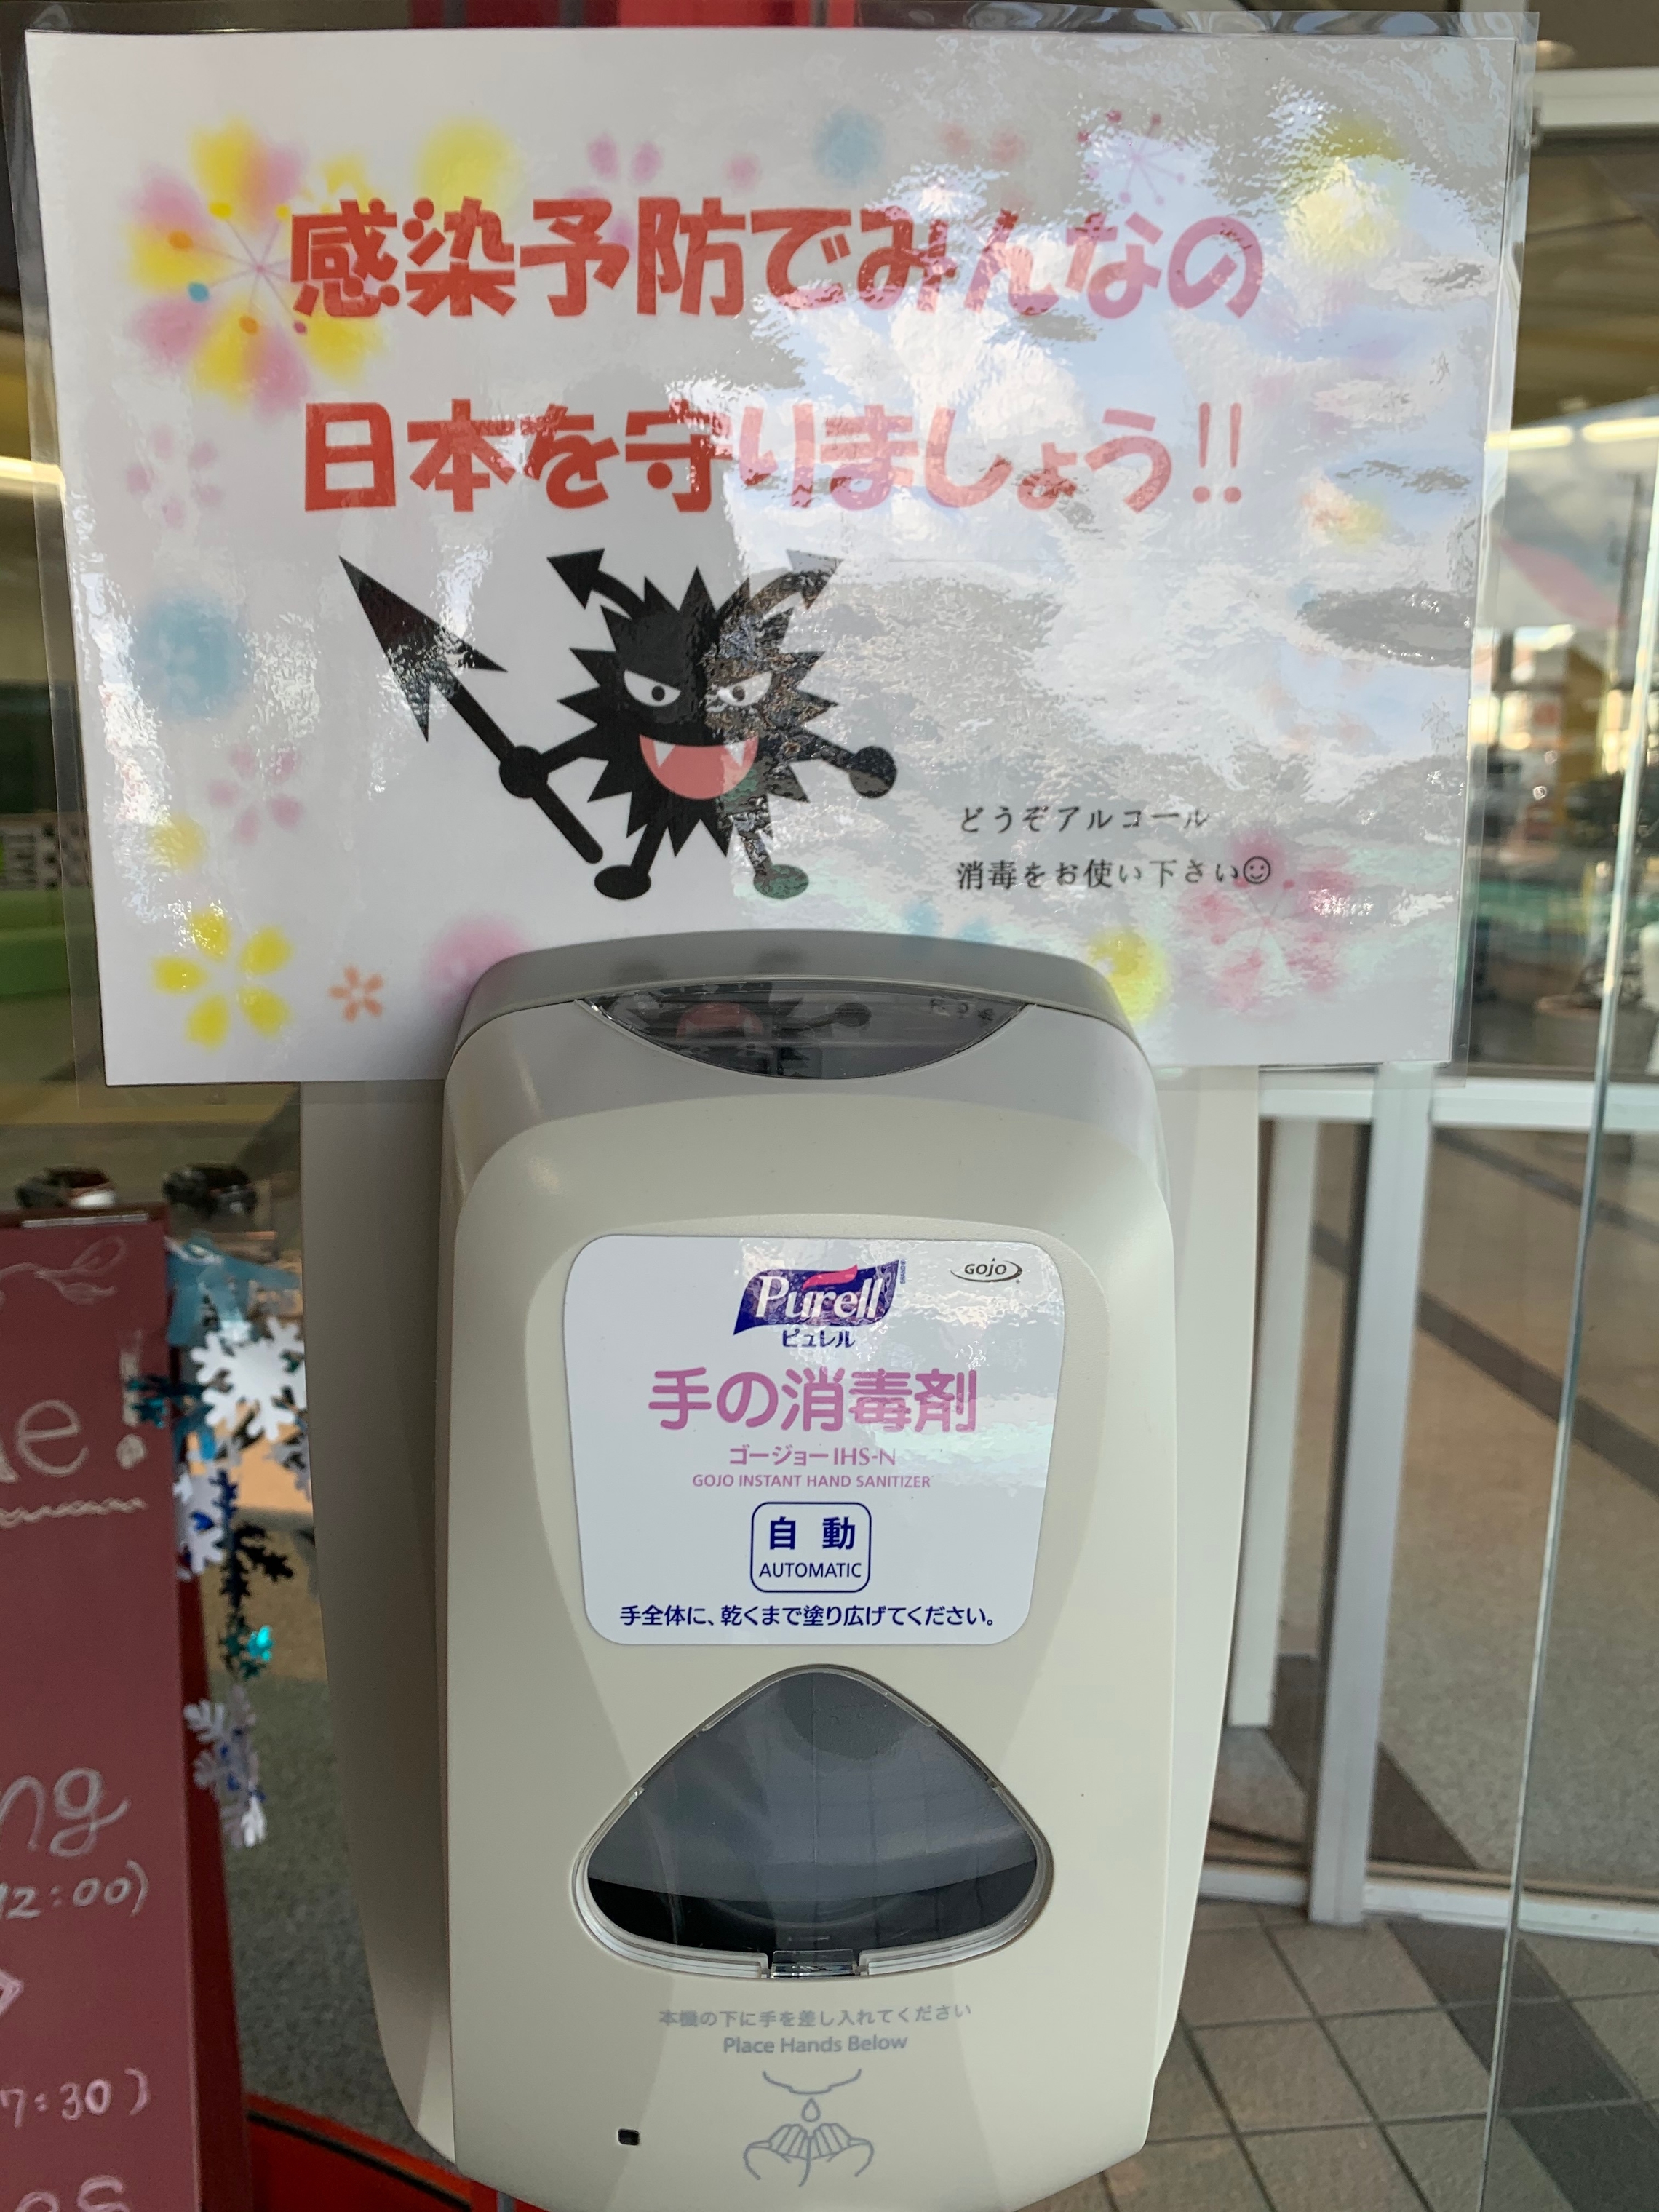 感染予防でみんなの
日本を守りましょう!!
どうぞアルコール
消毒をお使い下さい☺
Purell
GOJO
ピュレル
手の消毒剤
ゴージョーIHS-N
GOJO INSTANT HAND SANITIZER
自動
AUTOMATIC
手全体に、乾くまで塗り広げてください。
本機の下に手を差し入れてください
Place Hands Below
12:00)
7:30)